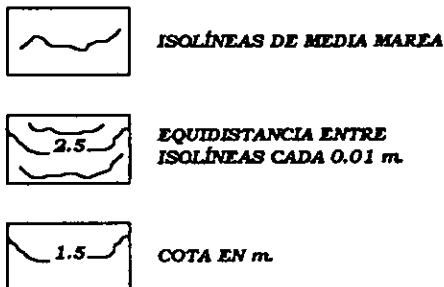 ISOLÍNEAS DE MEDIA MAREA
2.5
EQUIDISTANCIA ENTRE
ISOLÍNEAS CADA 0.01 m.
1.5
COTA EN m.